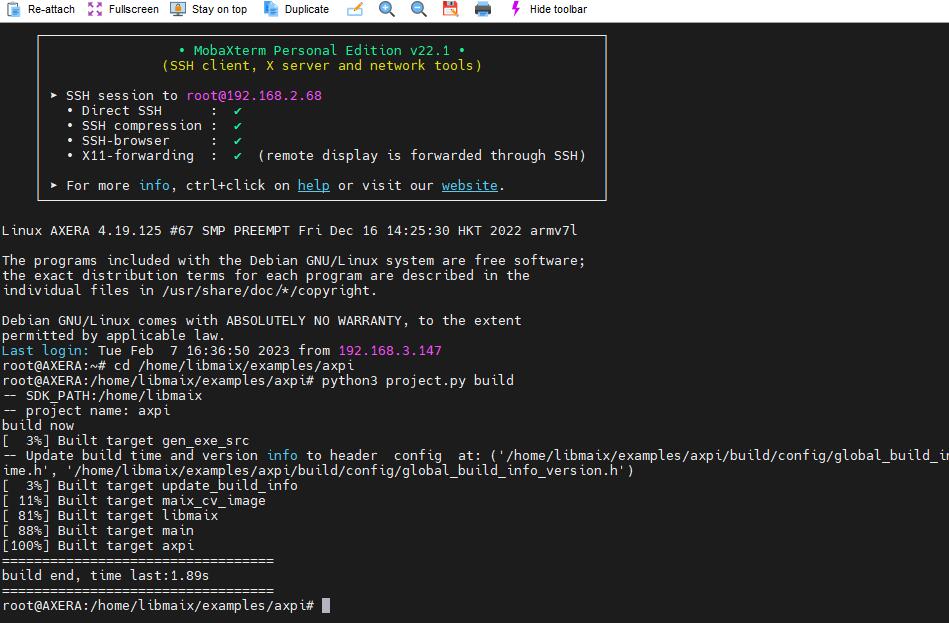 Re-attach Fullscreen Stay on top Duplicate Hide toolbar
• MobaXterm Personal Edition v22.1 •
(SSH client, X server and network tools)
➤ SSH session to root@192.168.2.68
• Direct SSH : ✔
• SSH compression : ✔
• SSH-browser : ✔
• X11-forwarding : ✔ (remote display is forwarded through SSH)
➤ For more info, ctrl+click on help or visit our website.
Linux AXERA 4.19.125 #67 SMP PREEMPT Fri Dec 16 14:25:30 HKT 2022 armv7l
The programs included with the Debian GNU/Linux system are free software;
the exact distribution terms for each program are described in the
individual files in /usr/share/doc/*/copyright.
Debian GNU/Linux comes with ABSOLUTELY NO WARRANTY, to the extent
permitted by applicable law.
Last login: Tue Feb  7 16:36:50 2023 from 192.168.3.147
root@AXERA:~# cd /home/libmaix/examples/axpi
root@AXERA:/home/libmaix/examples/axpi# python3 project.py build
-- SDK_PATH:/home/libmaix
-- project name: axpi
build now
[  3%] Built target gen_exe_src
-- Update build time and version info to header  config  at: ('/home/libmaix/examples/axpi/build/config/global_build_in
ime.h', '/home/libmaix/examples/axpi/build/config/global_build_info_version.h')
[  3%] Built target update_build_info
[ 11%] Built target maix_cv_image
[ 81%] Built target libmaix
[ 88%] Built target main
[100%] Built target axpi
==================================
build end, time last:1.89s
==================================
root@AXERA:/home/libmaix/examples/axpi#